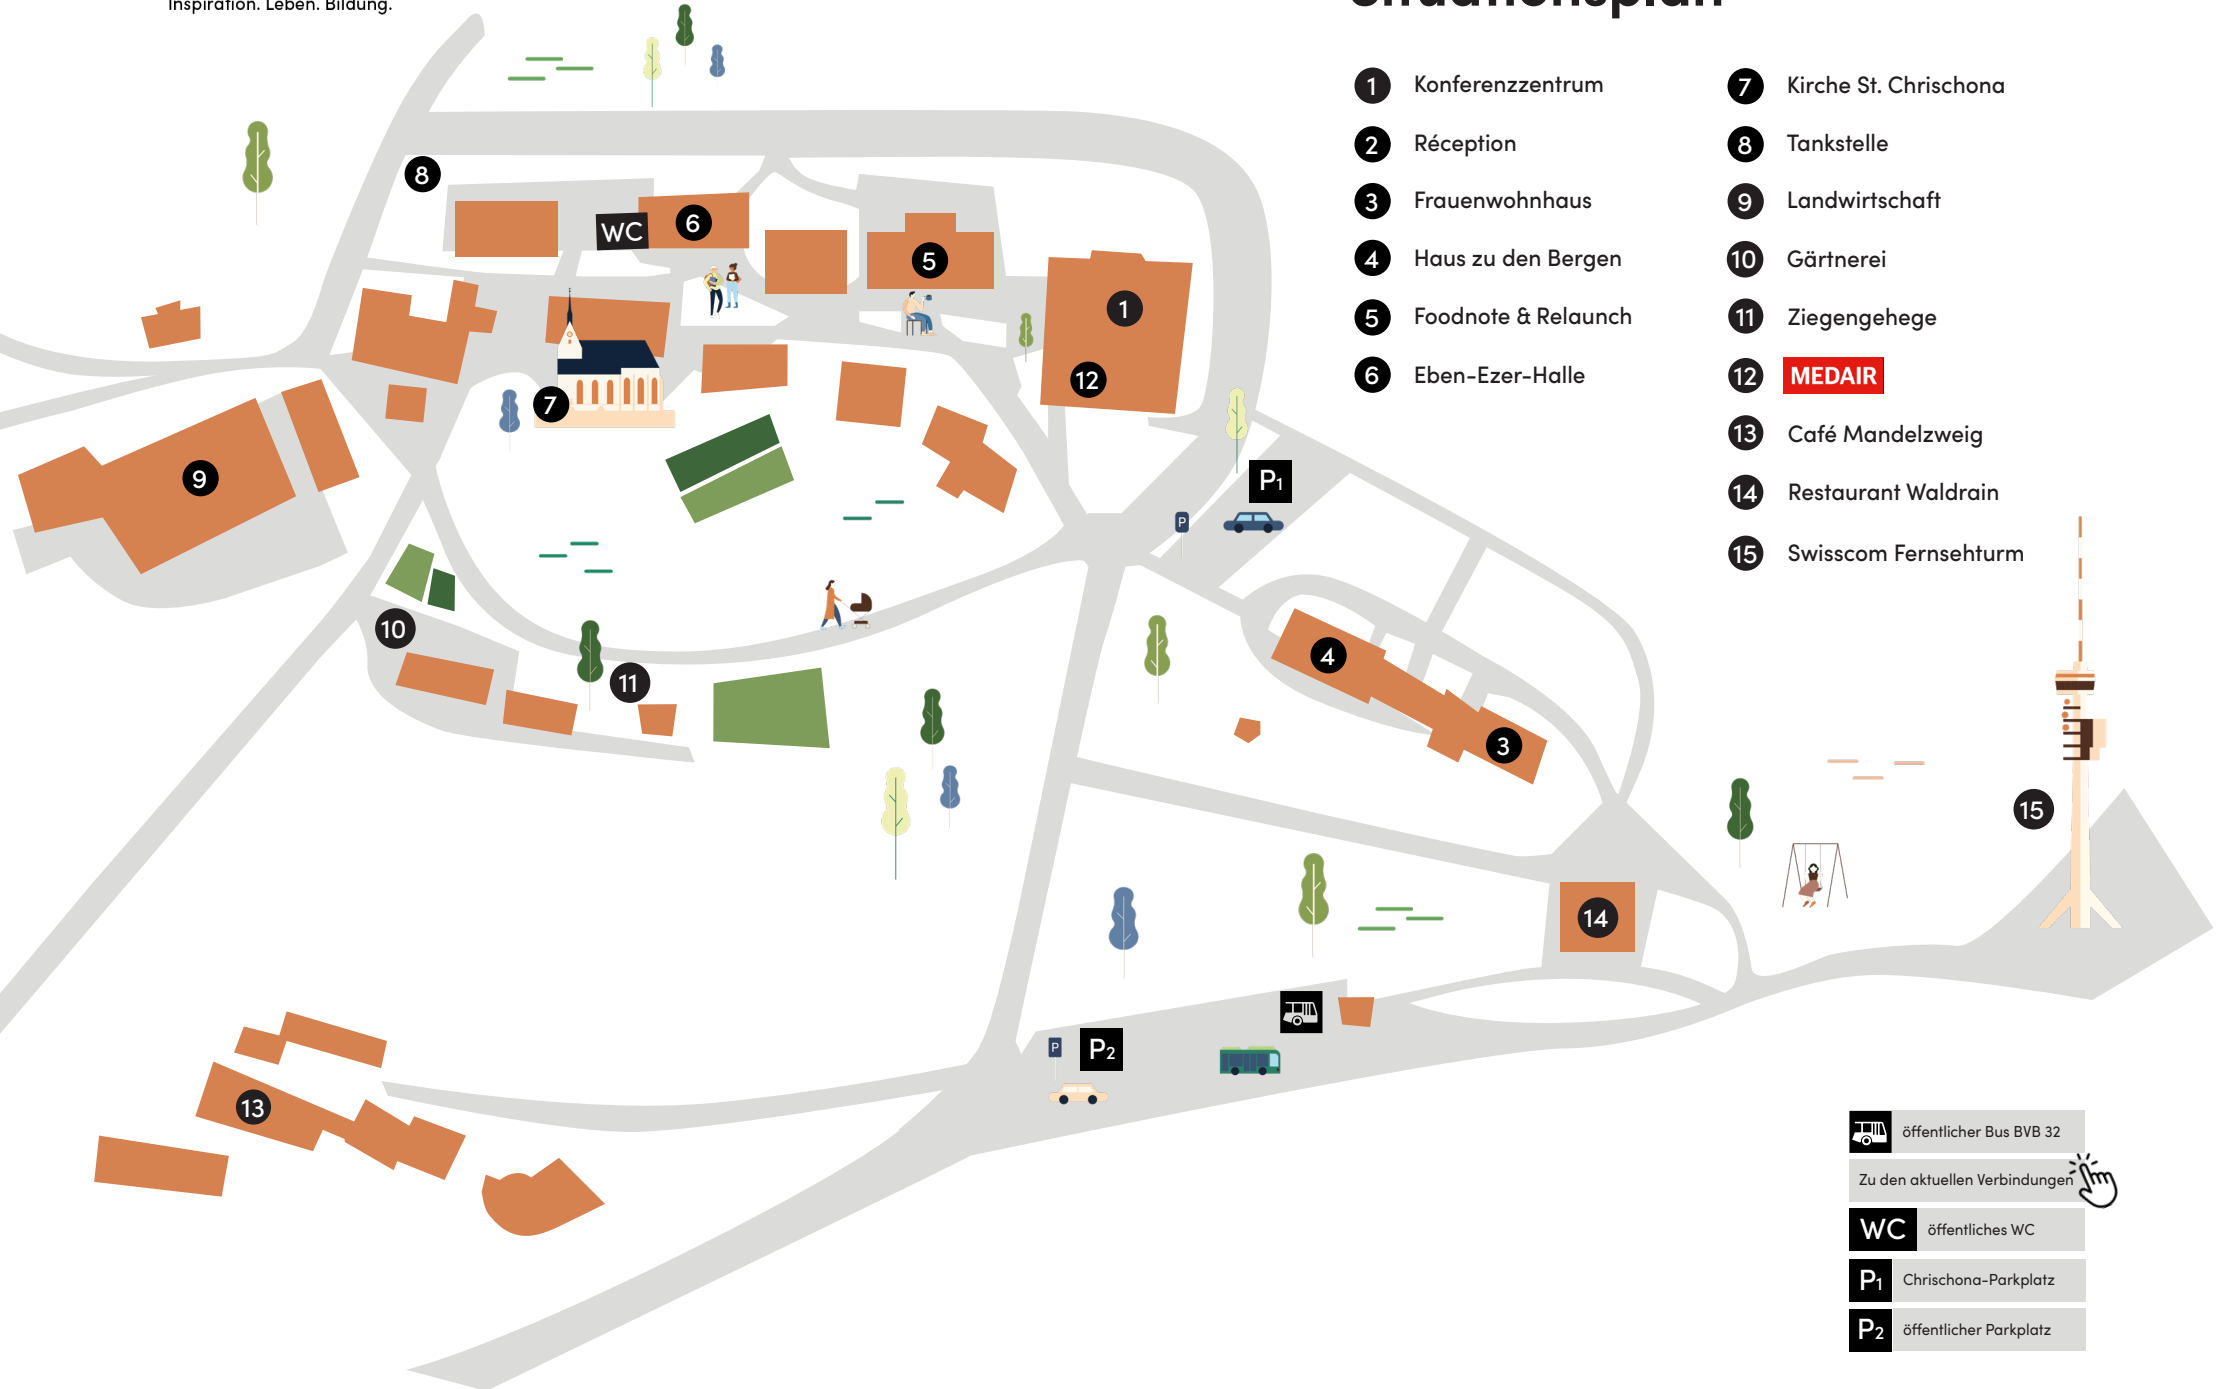 Inspiration. Leben. Bildung.
Situationsplan
1 Konferenzzentrum
2 Réception
3 Frauenwohnhaus
4 Haus zu den Bergen
5 Foodnote & Relaunch
6 Eben-Ezer-Halle
7 Kirche St. Chrischona
8 Tankstelle
9 Landwirtschaft
10 Gärtnerei
11 Ziegengehege
12 MEDAIR
13 Café Mandelzweig
14 Restaurant Waldrain
15 Swisscom Fernsehturm
8
WC
6
5
1
12
7
9
P1
P
10
11
4
3
15
14
P
P2
13
öffentlicher Bus BVB 32
Zu den aktuellen Verbindungen
WC öffentliches WC
P1 Chrischona-Parkplatz
P2 öffentlicher Parkplatz